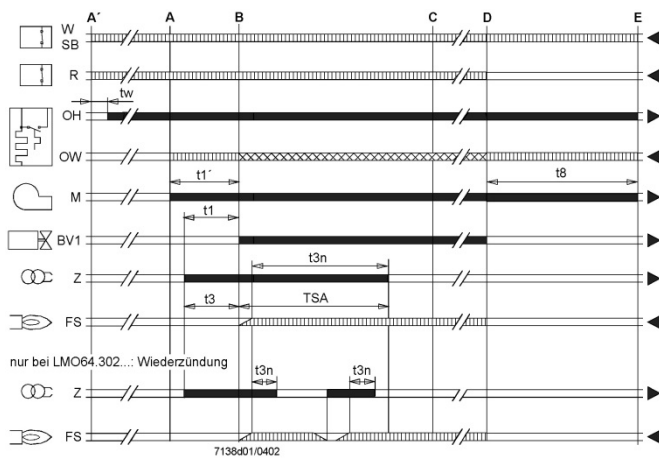 A´ A B C D E
W
SB
R
tw
OH
OW
t1´ t8
M
t1
BV1
t3n
Z
t3 TSA
FS
nur bei LMO64.302...: Wiederzündung
t3n t3n
Z
FS
7138d01/0402